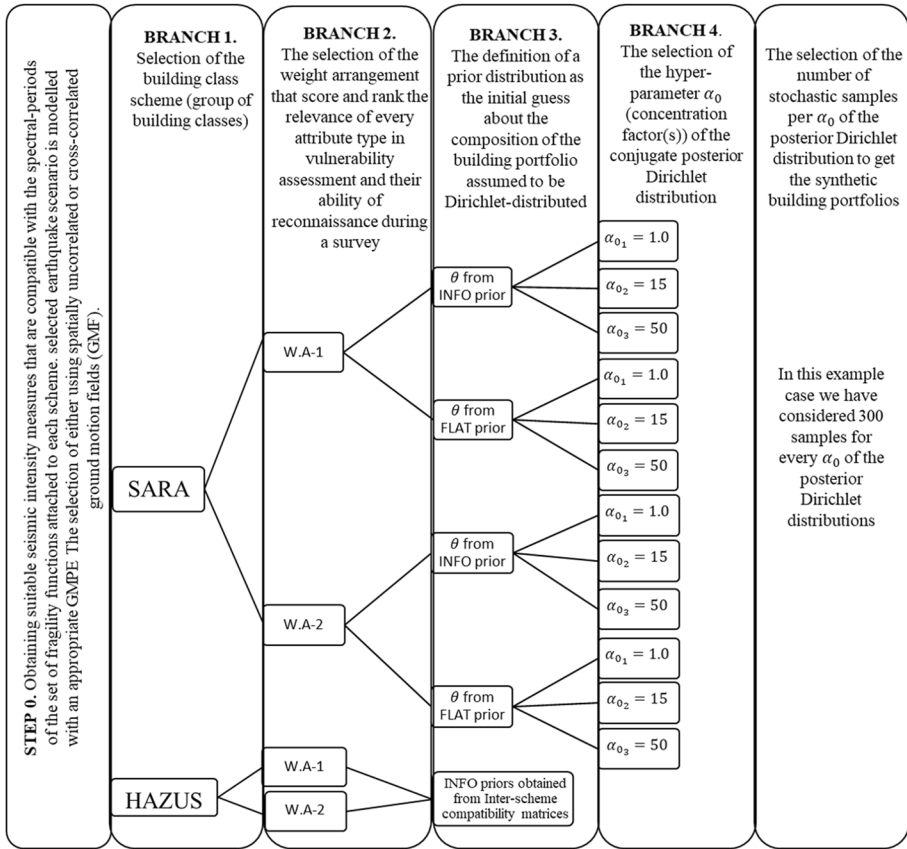 STEP 0. Obtaining suitable seismic intensity measures that are compatible with the spectral-periods
of the set of fragility functions attached to each scheme. selected earthquake scenario is modelled
with an appropriate GMPE The selection of either using spatially uncorrelated or cross-correlated
ground motion fields (GMF).
BRANCH 1.
Selection of the
building class
scheme (group of
building classes)
SARA
HAZUS
BRANCH 2.
The selection of the
weight arrangement
that score and rank the
relevance of every
attribute type in
vulnerability
assessment and their
ability of
reconnaissance during
a survey
W.A-1
W.A-2
W.A-1
W.A-2
BRANCH 3.
The definition of a
prior distribution as
the initial guess
about the
composition of the
building portfolio
assumed to be
Dirichlet-distributed
θ from
INFO prior
θ from
FLAT prior
θ from
INFO prior
θ from
FLAT prior
INFO priors obtained
from Inter-scheme
compatibility matrices
BRANCH 4.
The selection of
the hyper-
parameter α₀
(concentration
factor(s)) of the
conjugate posterior
Dirichlet
distribution
α₀₁ = 1.0
α₀₂ = 15
α₀₃ = 50
α₀₁ = 1.0
α₀₂ = 15
α₀₃ = 50
α₀₁ = 1.0
α₀₂ = 15
α₀₃ = 50
α₀₁ = 1.0
α₀₂ = 15
α₀₃ = 50
The selection of the
number of
stochastic samples
per α₀ of the
posterior Dirichlet
distribution to get
the synthetic
building portfolios
In this example
case we have
considered 300
samples for
every α₀ of the
posterior
Dirichlet
distributions